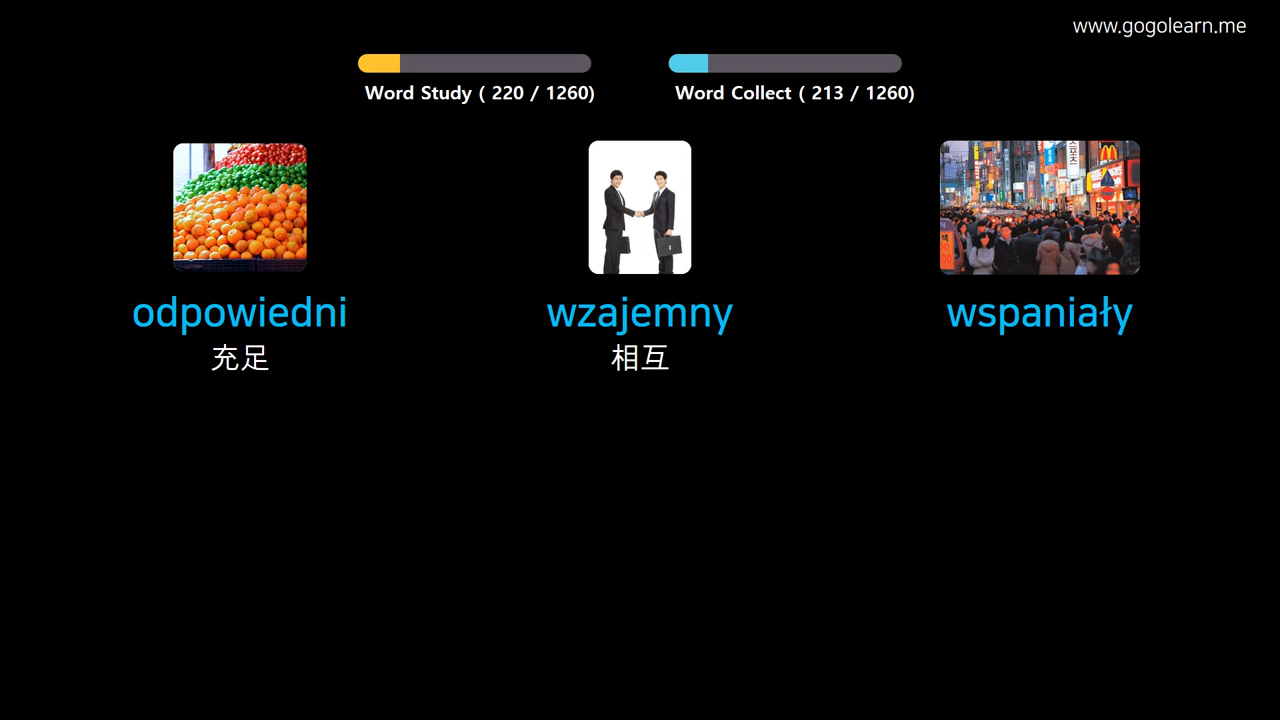 www.gogolearn.me
Word Study ( 220 / 1260)
Word Collect ( 213 / 1260)
odpowiedni
充足
wzajemny
相互
wspaniały